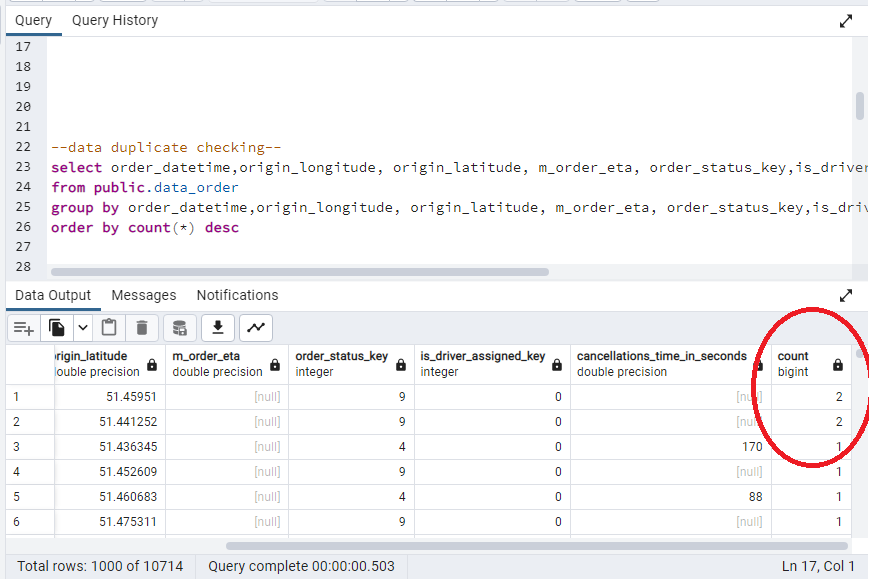 Query Query History
17
18
19
20
21
22 --data duplicate checking--
23 select order_datetime,origin_longitude, origin_latitude, m_order_eta, order_status_key,is_driver
24 from public.data_order
25 group by order_datetime,origin_longitude, origin_latitude, m_order_eta, order_status_key,is_driv
26 order by count(*) desc
27
28
Data Output Messages Notifications
origin_latitude m_order_eta order_status_key is_driver_assigned_key cancellations_time_in_seconds count
double precision double precision integer integer double precision bigint
1 51.45951 [null] 9 0 [null] 2
2 51.441252 [null] 9 0 [null] 2
3 51.436345 [null] 4 0 170 1
4 51.452609 [null] 9 0 [null] 1
5 51.460683 [null] 4 0 88 1
6 51.475311 [null] 9 0 [null] 1
Total rows: 1000 of 10714 Query complete 00:00:00.503 Ln 17, Col 1